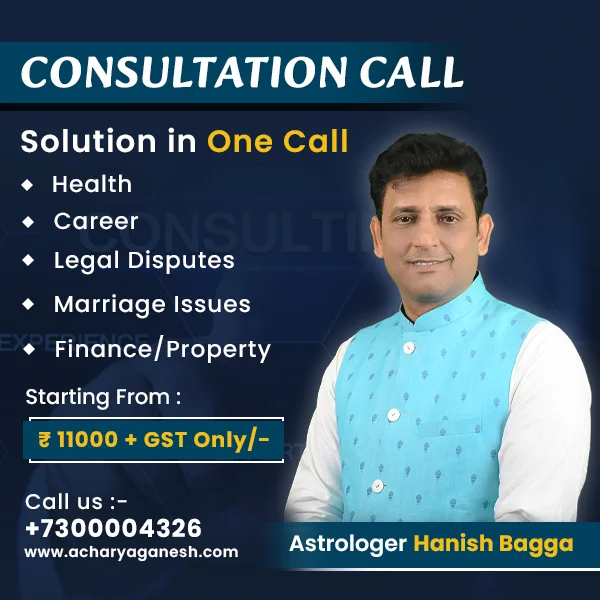 CONSULTATION CALL
Solution in One Call
Health
Career
Legal Disputes
Marriage Issues
Finance/Property
Starting From :
₹ 11000 + GST Only/-
Call us :-
+7300004326
www.acharyaganesh.com
Astrologer Hanish Bagga